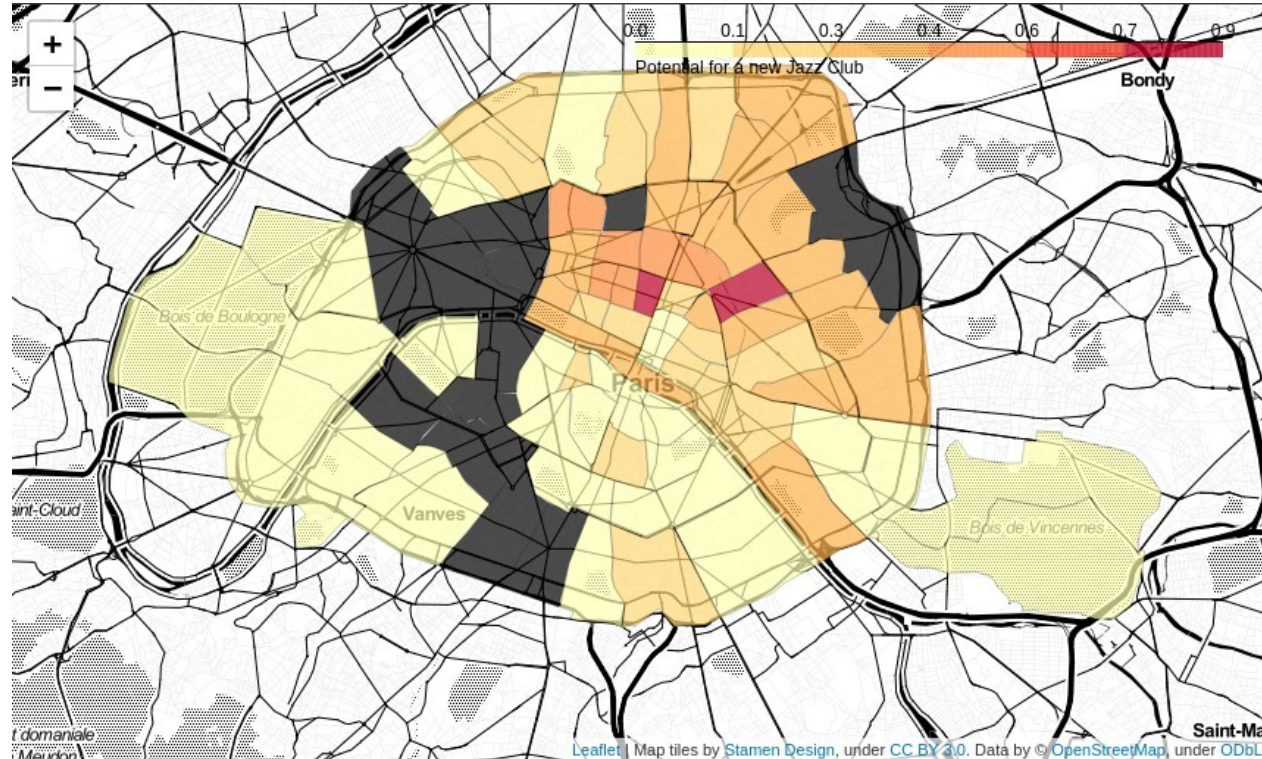 +
−
0.0 0.1 0.3 0.4 0.6 0.7 0.9
Potential for a new Jazz Club
Bondy
Bois de Boulogne
Paris
Vanves
aint-Cloud
Bois de Vincennes
t domaniale
Meudon
Saint-Ma
Leaflet | Map tiles by Stamen Design, under CC BY 3.0. Data by © OpenStreetMap, under ODbL